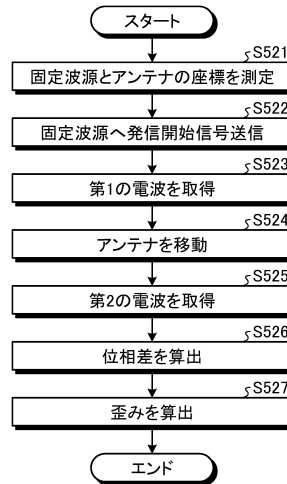 スタート
S521
固定波源とアンテナの座標を測定
S522
固定波源へ発信開始信号送信
S523
第1の電波を取得
S524
アンテナを移動
S525
第2の電波を取得
S526
位相差を算出
S527
歪みを算出
エンド